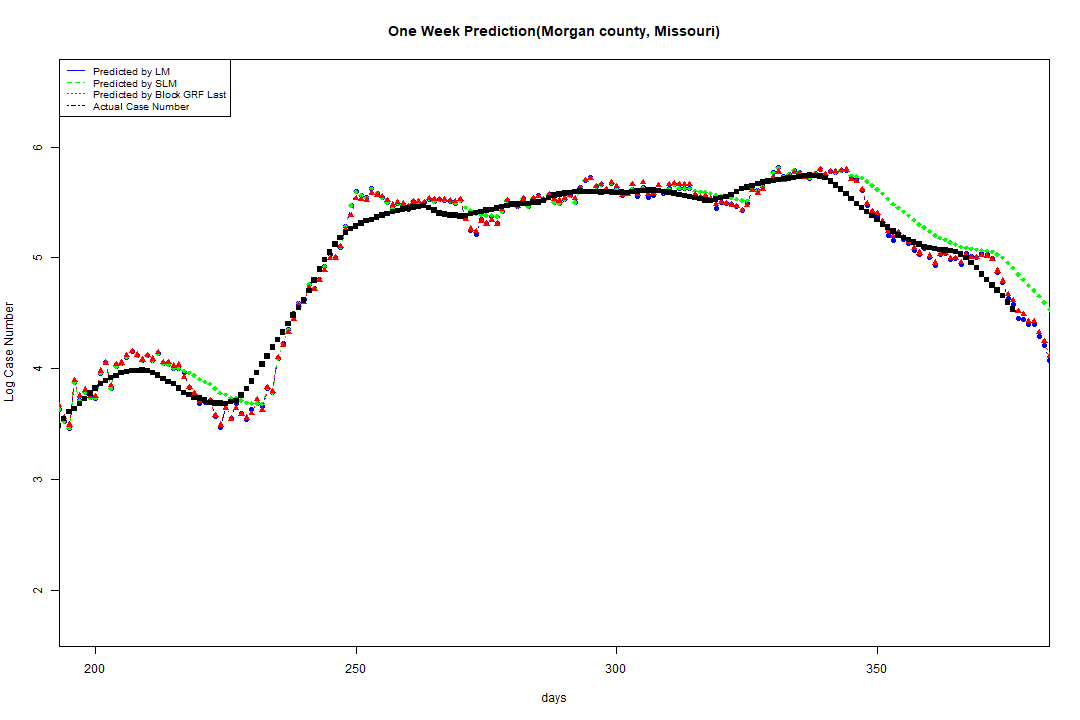 One Week Prediction(Morgan county, Missouri)
Predicted by LM
Predicted by SLM
Predicted by Block GRF Last
Actual Case Number
6
5
4
3
2
Log Case Number
200 250 300 350
days